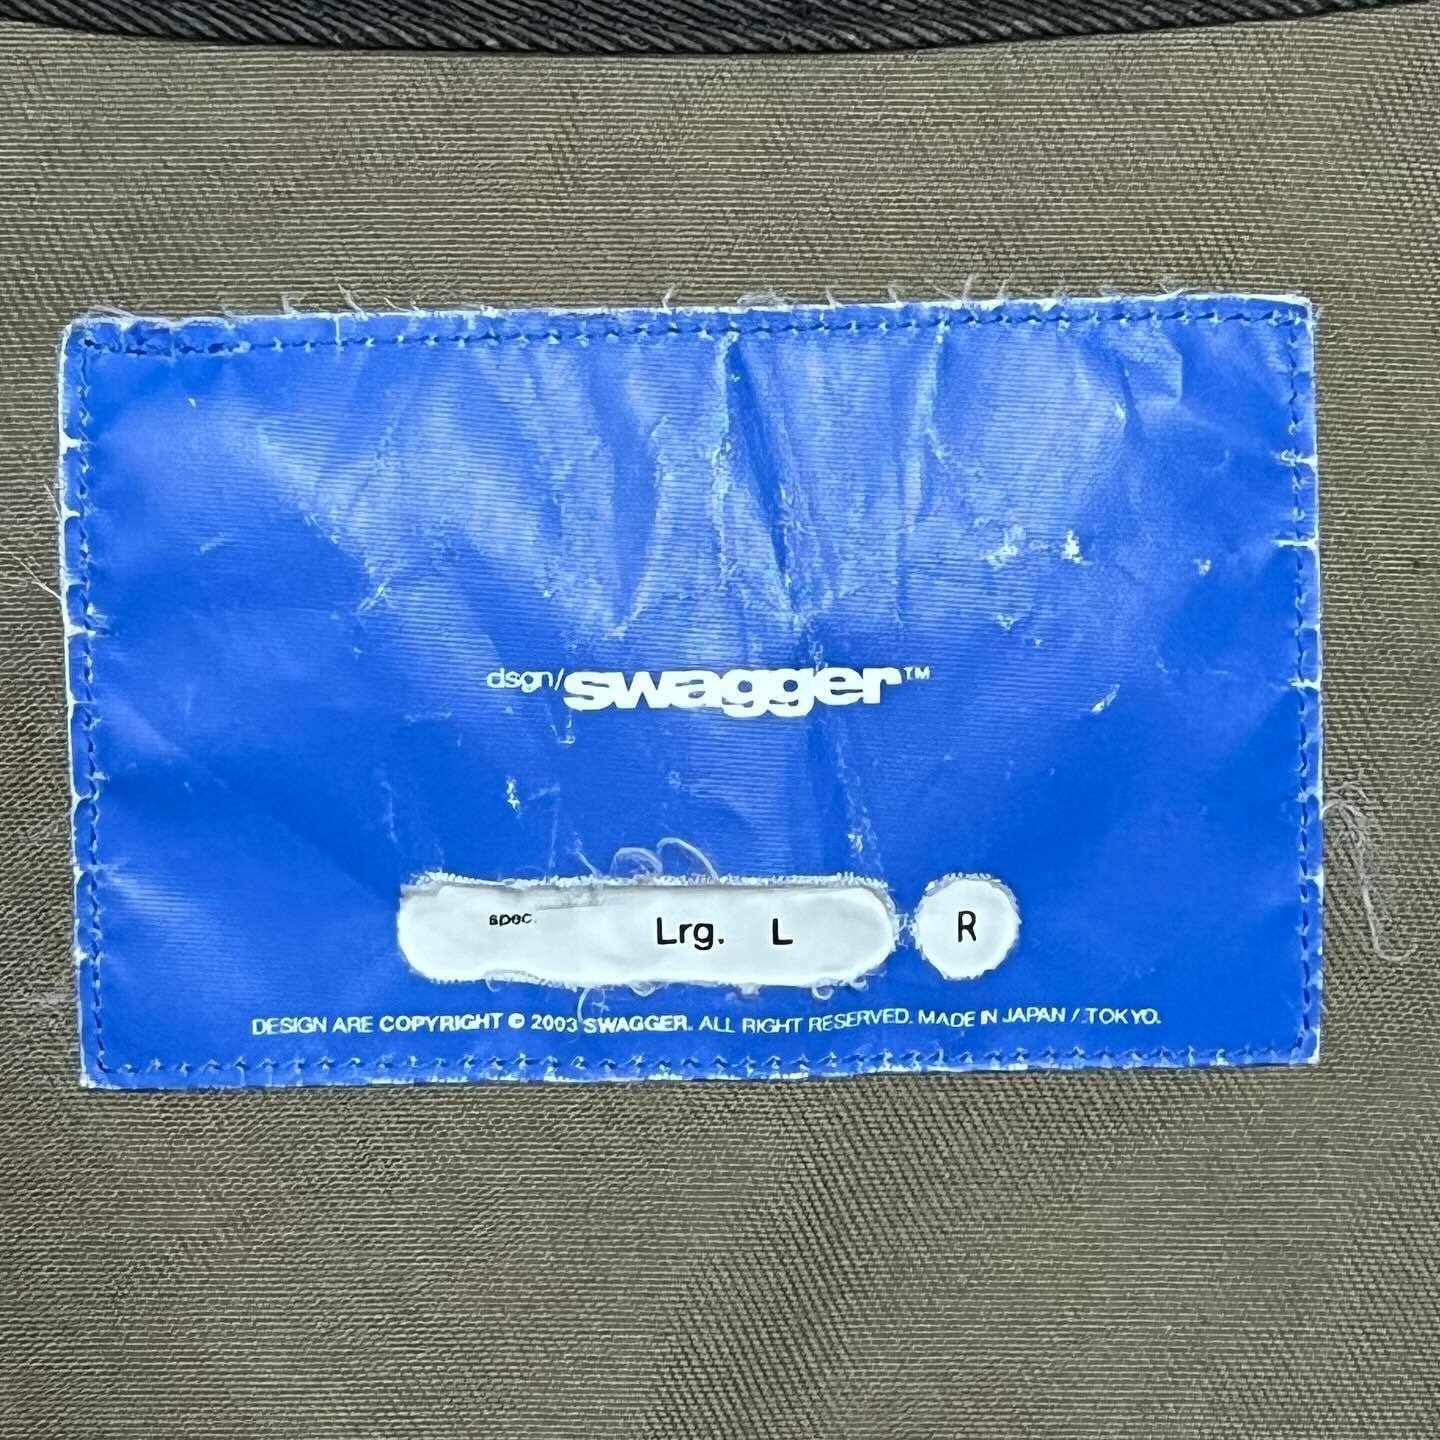 dsgn/swagger™
spec. Lrg. L R
DESIGN ARE COPYRIGHT © 2003 SWAGGER. ALL RIGHT RESERVED. MADE IN JAPAN / TOKYO.